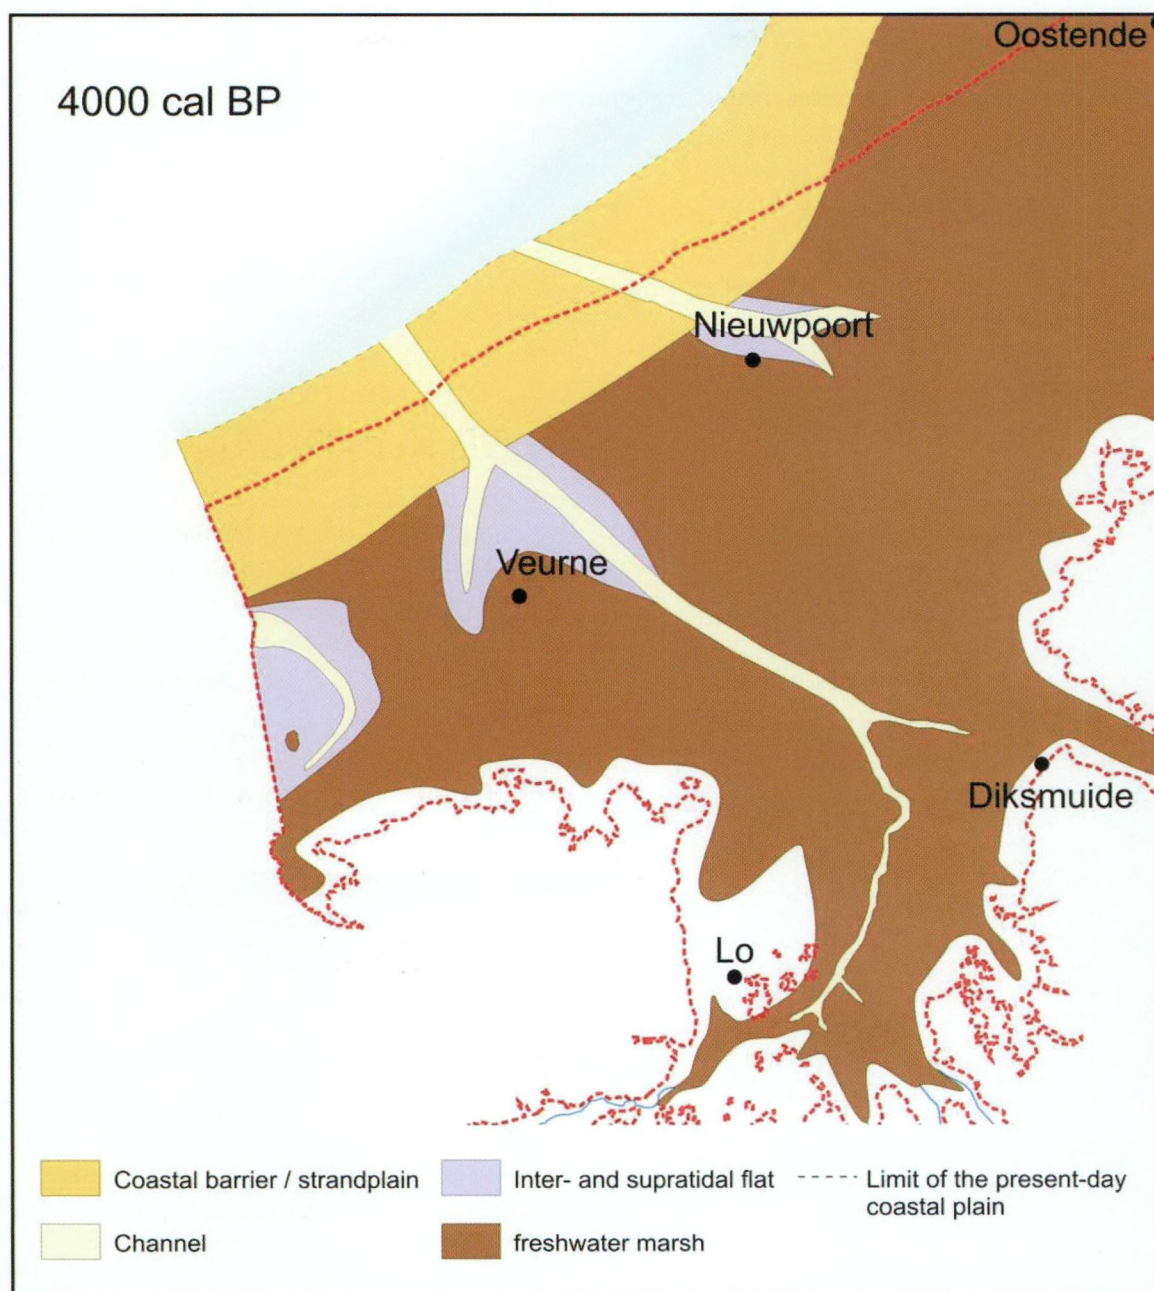 Oostende
4000 cal BP
Nieuwpoort
Veurne
Diksmuide
Lo
Coastal barrier / strandplain
Inter- and supratidal flat
Limit of the present-day
coastal plain
Channel
freshwater marsh